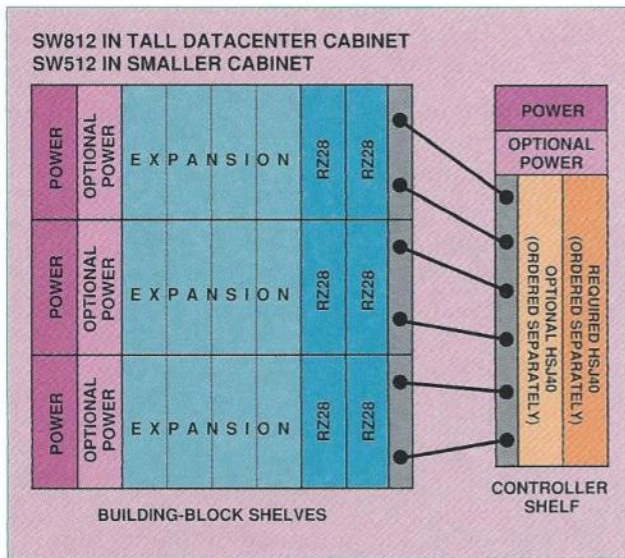 SW812 IN TALL DATACENTER CABINET
SW512 IN SMALLER CABINET
POWER
OPTIONAL
POWER
EXPANSION
RZ28
RZ28
POWER
OPTIONAL
POWER
EXPANSION
RZ28
RZ28
POWER
OPTIONAL
POWER
EXPANSION
RZ28
RZ28
BUILDING-BLOCK SHELVES
POWER
OPTIONAL
POWER
OPTIONAL HSJ40
(ORDERED SEPARATELY)
REQUIRED HSJ40
(ORDERED SEPARATELY)
CONTROLLER
SHELF